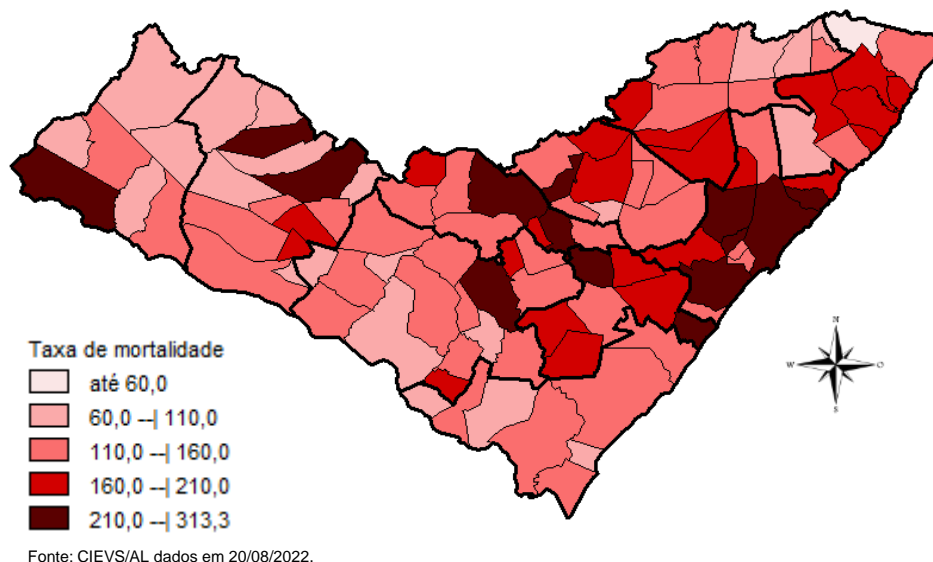 N
W
O
S
Taxa de mortalidade
até 60,0
60,0 --| 110,0
110,0 --| 160,0
160,0 --| 210,0
210,0 --| 313,3
Fonte: CIEVS/AL dados em 20/08/2022.